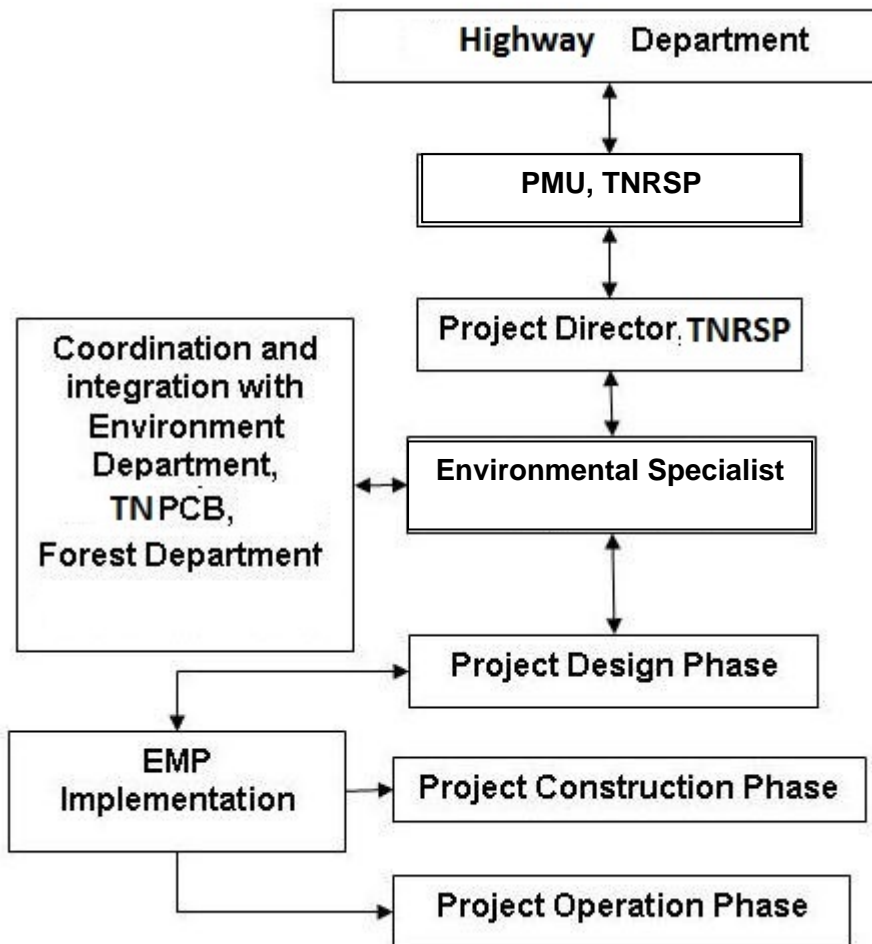 Highway Department
PMU, TNRSP
Project Director, TNRSP
Coordination and
integration with
Environment
Department,
TNPCB,
Forest Department
Environmental Specialist
Project Design Phase
EMP
Implementation
Project Construction Phase
Project Operation Phase